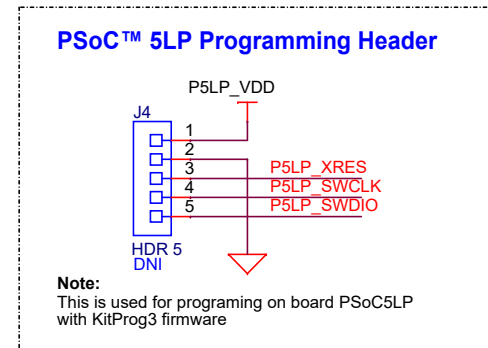 PSoC™ 5LP Programming Header
P5LP_VDD
J4
1
2
3
P5LP_XRES
4
P5LP_SWCLK
5
P5LP_SWDIO
HDR 5
DNI
Note:
This is used for programing on board PSoC5LP
with KitProg3 firmware